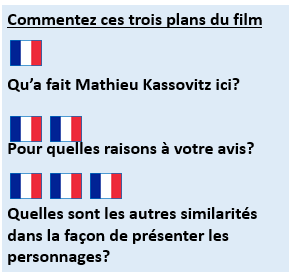 Commentez ces trois plans du film
Qu'a fait Mathieu Kassovitz ici?
Pour quelles raisons à votre avis?
Quelles sont les autres similarités
dans la façon de présenter les
personnages?